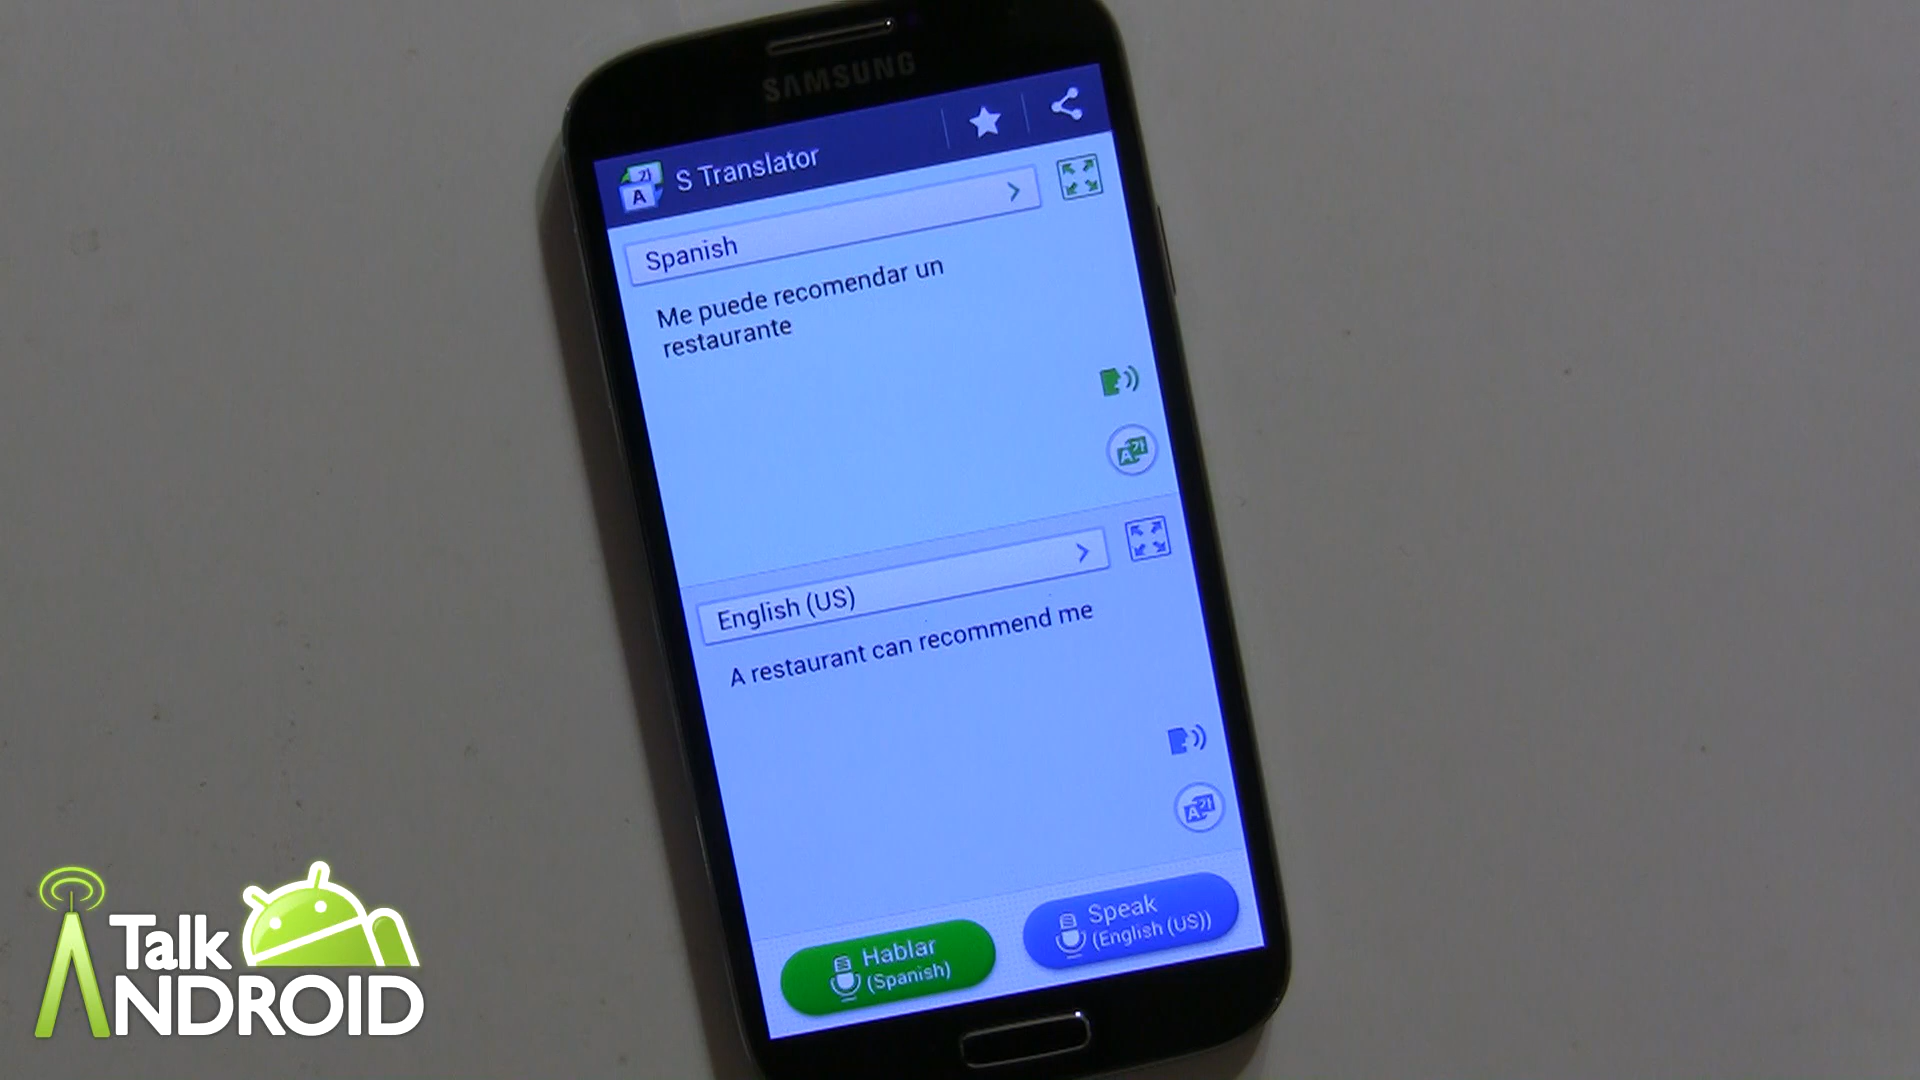 SAMSUNG
S Translator
Spanish
Me puede recomendar un
restaurante
English (US)
A restaurant can recommend me
Hablar
(Spanish)
Speak
(English (US))
Talk
ANDROID